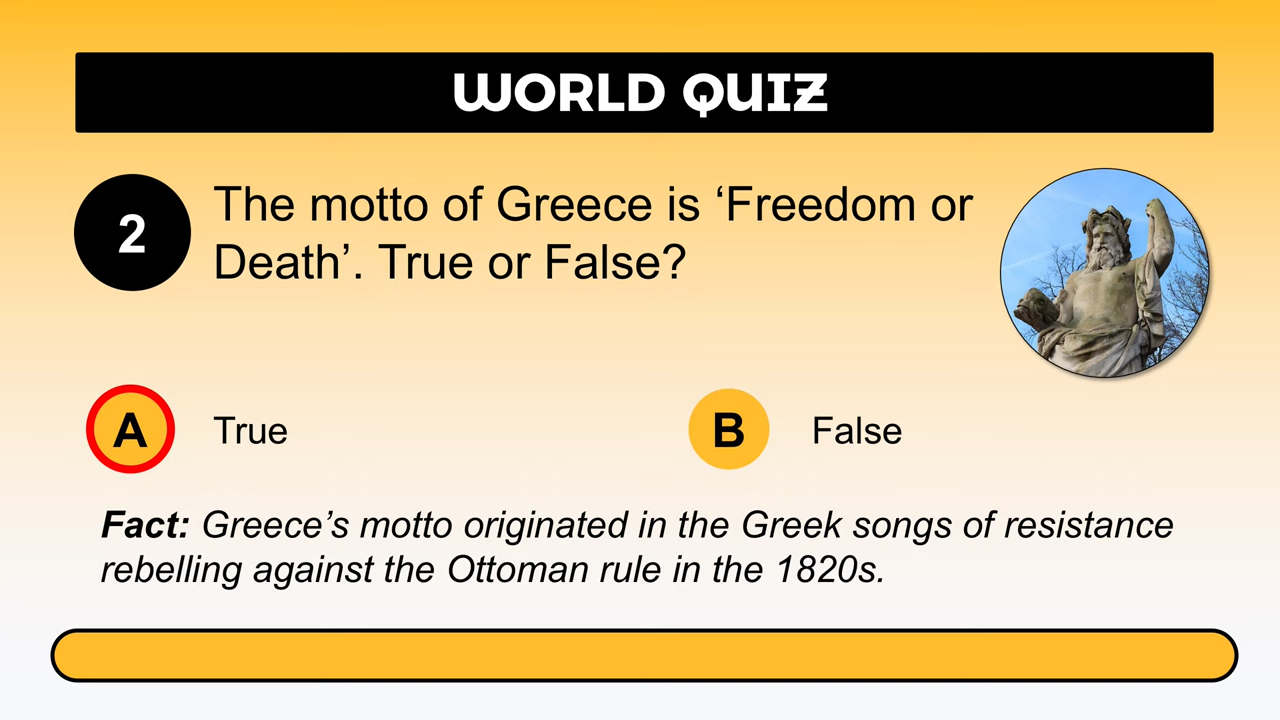 WORLD QUIZ
2
The motto of Greece is ‘Freedom or
Death’. True or False?
A True
B False
Fact: Greece’s motto originated in the Greek songs of resistance
rebelling against the Ottoman rule in the 1820s.